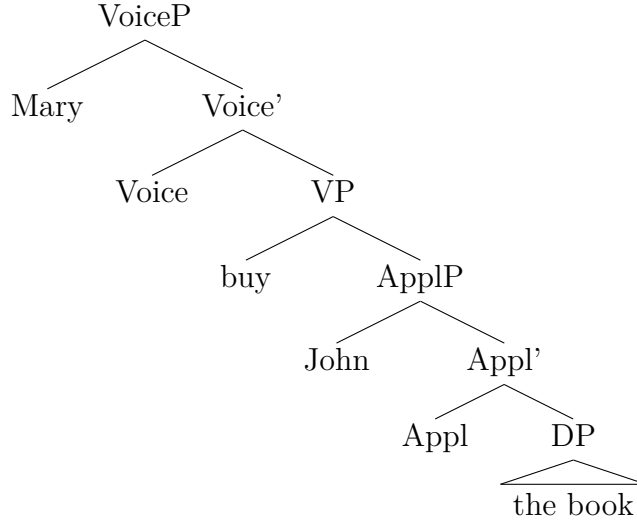 VoiceP
Mary Voice'
Voice VP
buy ApplP
John Appl'
Appl DP
the book